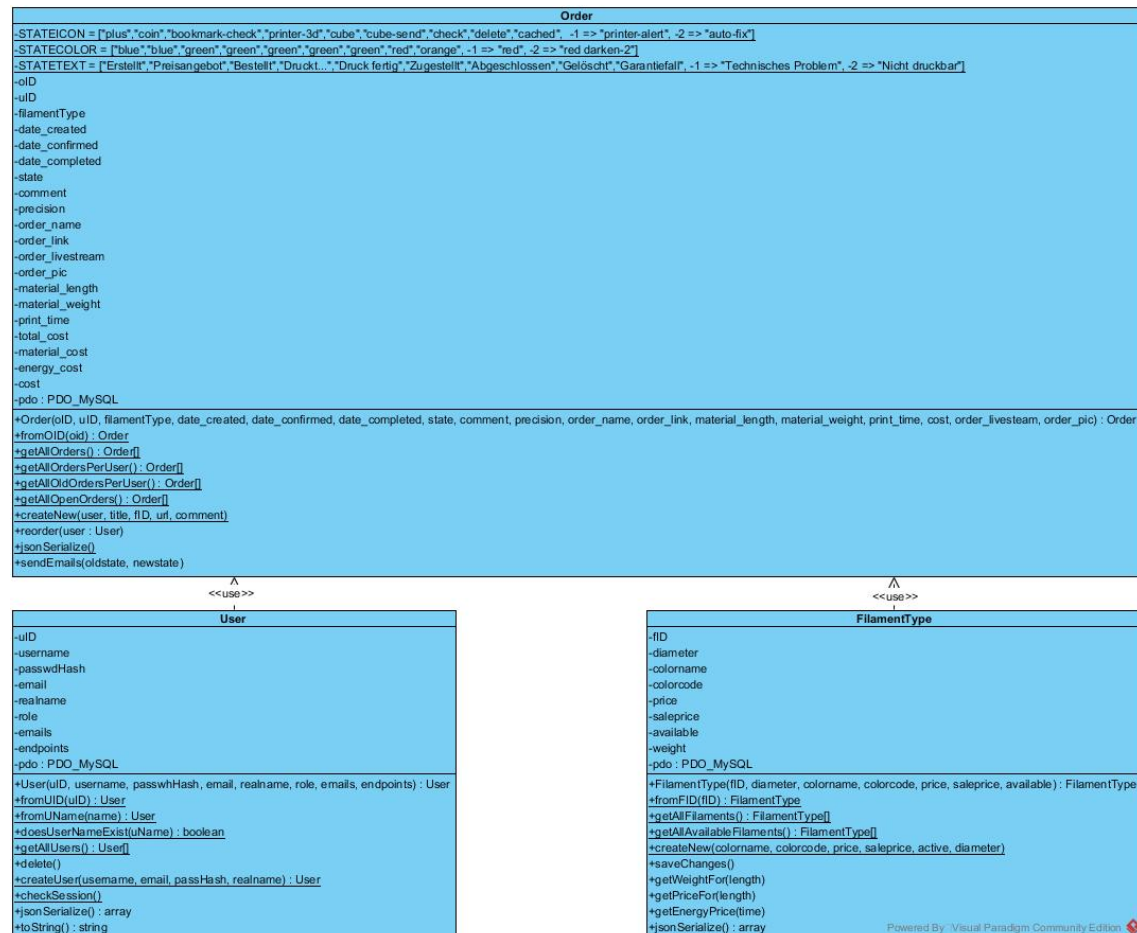 Order
-STATEICON = ["plus","coin","bookmark-check","printer-3d","cube","cube-send","check","delete","cached", -1 => "printer-alert", -2 => "auto-fix"]
-STATECOLOR = ["blue","blue","green","green","green","green","green","red","orange", -1 => "red", -2 => "red darken-2"]
-STATETEXT = ["Erstellt","Preisangebot","Bestellt","Druckt...","Druck fertig","Zugestellt","Abgeschlossen","Gelöscht","Garantiefall", -1 => "Technisches Problem", -2 => "Nicht druckbar"]
-oID
-uID
-filamentType
-date_created
-date_confirmed
-date_completed
-state
-comment
-precision
-order_name
-order_link
-order_livestream
-order_pic
-material_length
-material_weight
-print_time
-total_cost
-material_cost
-energy_cost
-cost
-pdo : PDO_MySQL
+Order(oID, uID, filamentType, date_created, date_confirmed, date_completed, state, comment, precision, order_name, order_link, material_length, material_weight, print_time, cost, order_livesteam, order_pic) : Order
+fromOID(oid) : Order
+getAllOrders() : Order[]
+getAllOrdersPerUser() : Order[]
+getAllOldOrdersPerUser() : Order[]
+getAllOpenOrders() : Order[]
+createNew(user, title, fID, url, comment)
+reorder(user : User)
+jsonSerialize()
+sendEmails(oldstate, newstate)
<<use>>
<<use>>
User
-uID
-username
-passwdHash
-email
-realname
-role
-emails
-endpoints
-pdo : PDO_MySQL
+User(uID, username, passwhHash, email, realname, role, emails, endpoints) : User
+fromUID(uID) : User
+fromUName(name) : User
+doesUserNameExist(uName) : boolean
+getAllUsers() : User[]
+delete()
+createUser(username, email, passHash, realname) : User
+checkSession()
+jsonSerialize() : array
+toString() : string
FilamentType
-fID
-diameter
-colorname
-colorcode
-price
-saleprice
-available
-weight
-pdo : PDO_MySQL
+FilamentType(fID, diameter, colorname, colorcode, price, saleprice, available) : FilamentType
+fromFID(fID) : FilamentType
+getAllFilaments() : FilamentType[]
+getAllAvailableFilaments() : FilamentType[]
+createNew(colorname, colorcode, price, saleprice, active, diameter)
+saveChanges()
+getWeightFor(length)
+getPriceFor(length)
+getEnergyPrice(time)
+jsonSerialize() : array
Powered By Visual Paradigm Community Edition